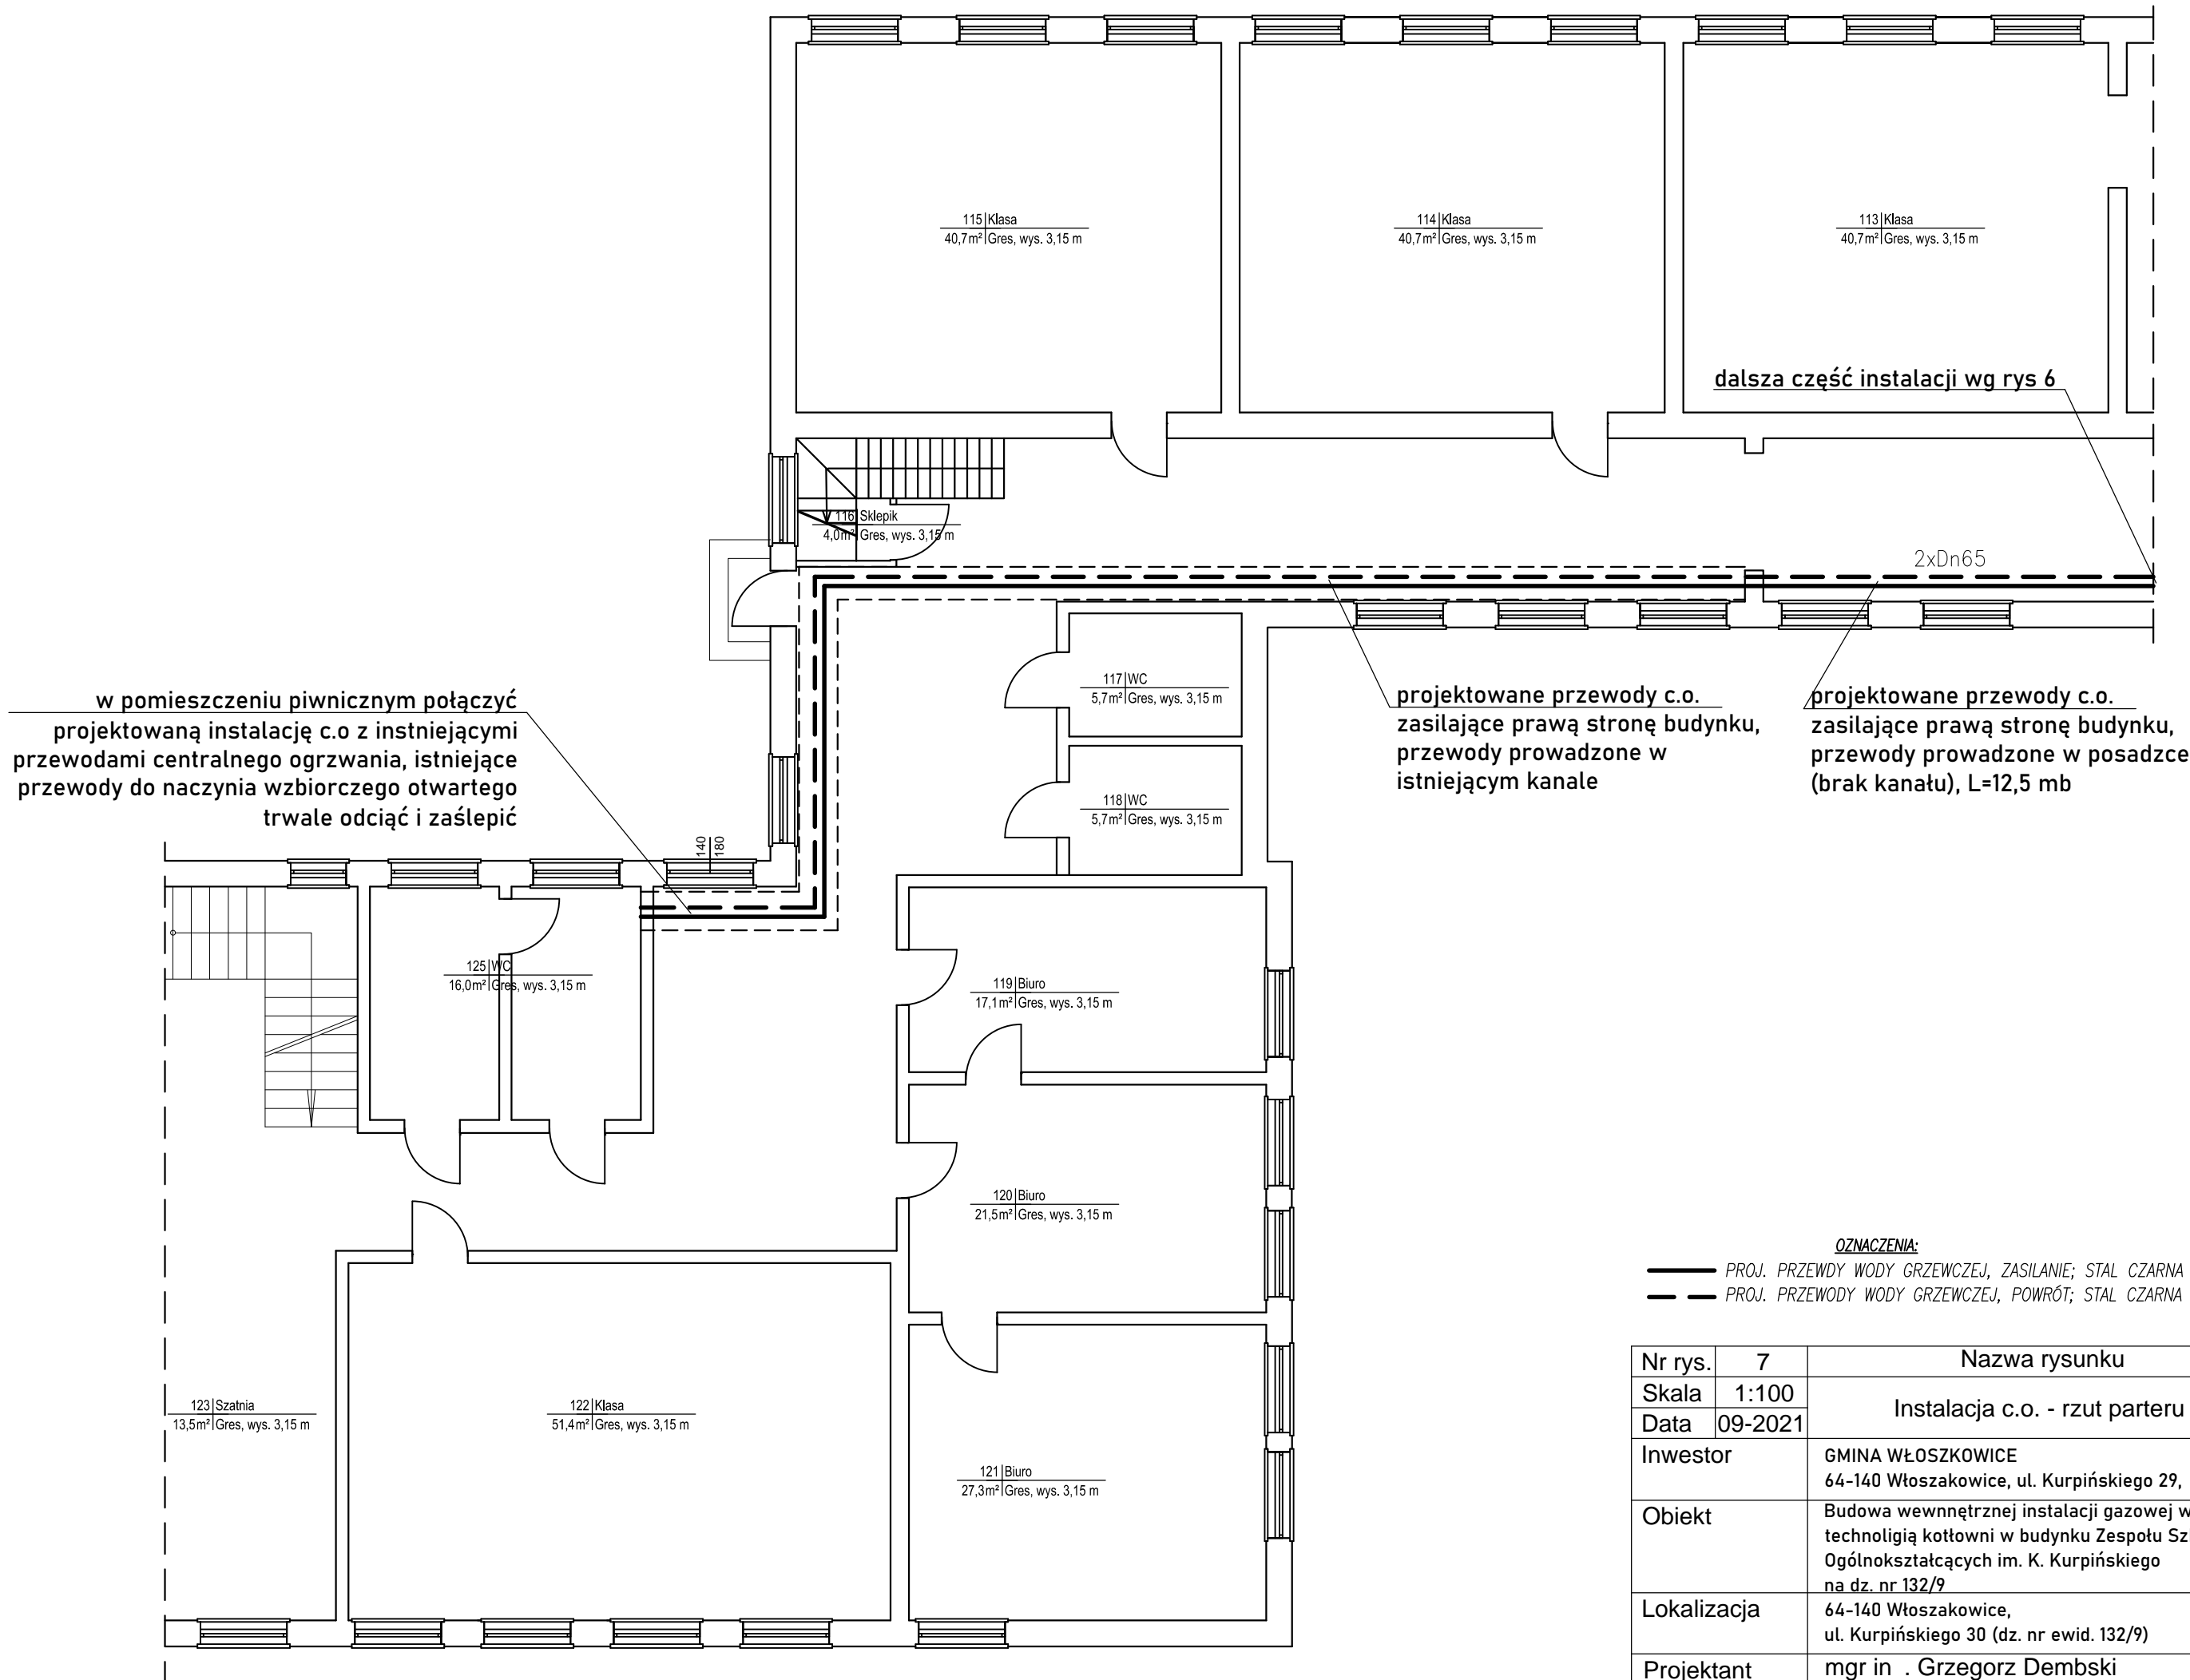 115 Klasa
40,7m² Gres, wys. 3,15 m
114 Klasa
40,7m² Gres, wys. 3,15 m
113 Klasa
40,7m² Gres, wys. 3,15 m
dalsza część instalacji wg rys 6
116 Sklepik
4,0m² Gres, wys. 3,15 m
2xDn65
117 WC
5,7m² Gres, wys. 3,15 m
118 WC
5,7m² Gres, wys. 3,15 m
w pomieszczeniu piwnicznym połączyć
projektowaną instalację c.o z instniejącymi
przewodami centralnego ogrzwania, istniejące
przewody do naczynia wzbiorczego otwartego
trwale odciąć i zaślepić
projektowane przewody c.o.
zasilające prawą stronę budynku,
przewody prowadzone w
istniejącym kanale
projektowane przewody c.o.
zasilające prawą stronę budynku,
przewody prowadzone w posadzce
(brak kanału), L=12,5 mb
140
180
125 WC
16,0m² Gres, wys. 3,15 m
119 Biuro
17,1m² Gres, wys. 3,15 m
120 Biuro
21,5m² Gres, wys. 3,15 m
123 Szatnia
13,5m² Gres, wys. 3,15 m
122 Klasa
51,4m² Gres, wys. 3,15 m
121 Biuro
27,3m² Gres, wys. 3,15 m
OZNACZENIA:
PROJ. PRZEWDY WODY GRZEWCZEJ, ZASILANIE; STAL CZARNA
PROJ. PRZEWODY WODY GRZEWCZEJ, POWRÓT; STAL CZARNA
Nr rys. 7 Nazwa rysunku
Skala 1:100
Instalacja c.o. - rzut parteru
Data 09-2021
Inwestor GMINA WŁOSZKOWICE
64-140 Włoszakowice, ul. Kurpińskiego 29,
Obiekt Budowa wewnnętrznej instalacji gazowej w
technoligią kotłowni w budynku Zespołu Sz
Ogólnokształcących im. K. Kurpińskiego
na dz. nr 132/9
Lokalizacja 64-140 Włoszakowice,
ul. Kurpińskiego 30 (dz. nr ewid. 132/9)
Projektant mgr in . Grzegorz Dembski